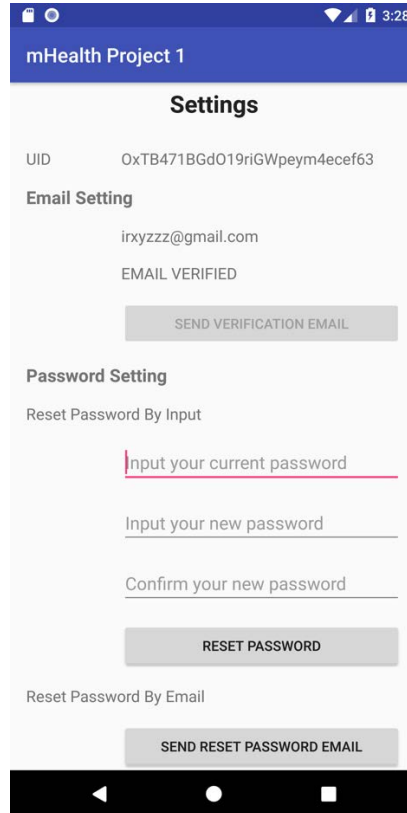 3:28
mHealth Project 1
Settings
UID OxTB471BGdO19riGWpeym4ecef63
Email Setting
irxyzzz@gmail.com
EMAIL VERIFIED
SEND VERIFICATION EMAIL
Password Setting
Reset Password By Input
Input your current password
Input your new password
Confirm your new password
RESET PASSWORD
Reset Password By Email
SEND RESET PASSWORD EMAIL